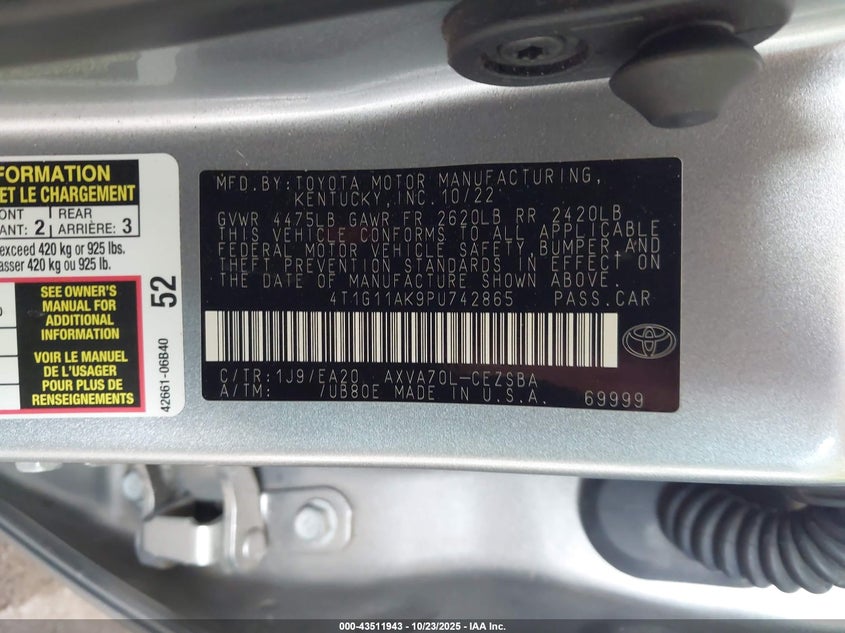 FORMATION
ET LE CHARGEMENT
ONT
ANT: 2
REAR
ARRIÈRE: 3
exceed 420 kg or 925 lbs.
asser 420 kg ou 925 lb.
SEE OWNER'S
MANUAL FOR
ADDITIONAL
INFORMATION
VOIR LE MANUEL
DE L'USAGER
POUR PLUS DE
RENSEIGNEMENTS
52
42661-06B40
MFD.BY:TOYOTA MOTOR MANUFACTURING,
KENTUCKY, INC. 10/22
GVWR 4475LB GAWR FR 2620LB RR 2420LB
THIS VEHICLE CONFORMS TO ALL APPLICABLE
FEDERAL MOTOR VEHICLE SAFETY, BUMPER, AND
THEFT PREVENTION STANDARDS IN EFFECT ON
THE DATE OF MANUFACTURE SHOWN ABOVE.
4T1G11AK9PU742865 PASS.CAR
C/TR:1J9/EA20 AXVA70L-CEZSBA
A/TM: /UB80E MADE IN U.S.A. 69999
000-43511943 / 10/23/2025 - IAA Inc.